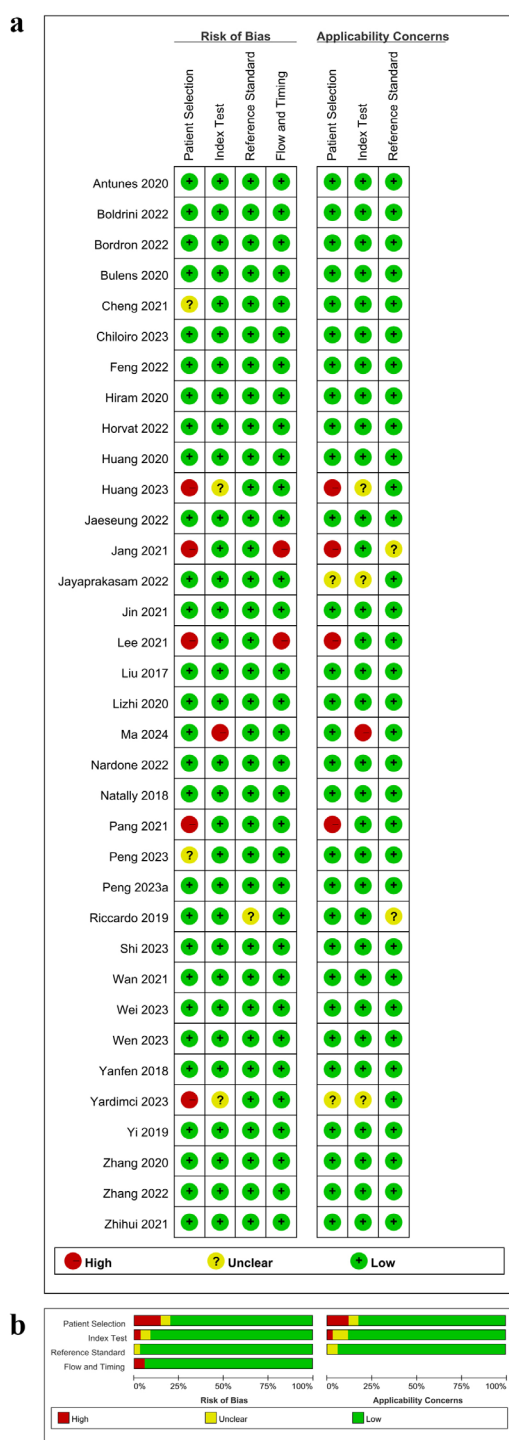 a
Risk of Bias Applicability Concerns
Patient Selection
Index Test
Reference Standard
Flow and Timing
Patient Selection
Index Test
Reference Standard
Antunes 2020 + + + + + + +
Boldrini 2022 + + + + + + +
Bordron 2022 + + + + + + +
Bulens 2020 + + + + + + +
Cheng 2021 ? + + + + + +
Chiloiro 2023 + + + + + + +
Feng 2022 + + + + + + +
Hiram 2020 + + + + + + +
Horvat 2022 + + + + + + +
Huang 2020 + + + + + + +
Huang 2023 - ? + + - ? +
Jaeseung 2022 + + + + + + +
Jang 2021 - + + - - + ?
Jayaprakasam 2022 + + + + ? ? +
Jin 2021 + + + + + + +
Lee 2021 - + + - - + +
Liu 2017 + + + + + + +
Lizhi 2020 + + + + + + +
Ma 2024 + - + + + - +
Nardone 2022 + + + + + + +
Natally 2018 + + + + + + +
Pang 2021 - + + + - + +
Peng 2023 ? + + + + + +
Peng 2023a + + + + + + +
Riccardo 2019 + + ? + + + ?
Shi 2023 + + + + + + +
Wan 2021 + + + + + + +
Wei 2023 + + + + + + +
Wen 2023 + + + + + + +
Yanfen 2018 + + + + + + +
Yardimci 2023 - ? + + ? ? +
Yi 2019 + + + + + + +
Zhang 2020 + + + + + + +
Zhang 2022 + + + + + + +
Zhihui 2021 + + + + + + +
- High ? Unclear + Low
b
Patient Selection
Index Test
Reference Standard
Flow and Timing
0% 25% 50% 75% 100% 0% 25% 50% 75% 100%
Risk of Bias Applicability Concerns
High Unclear Low